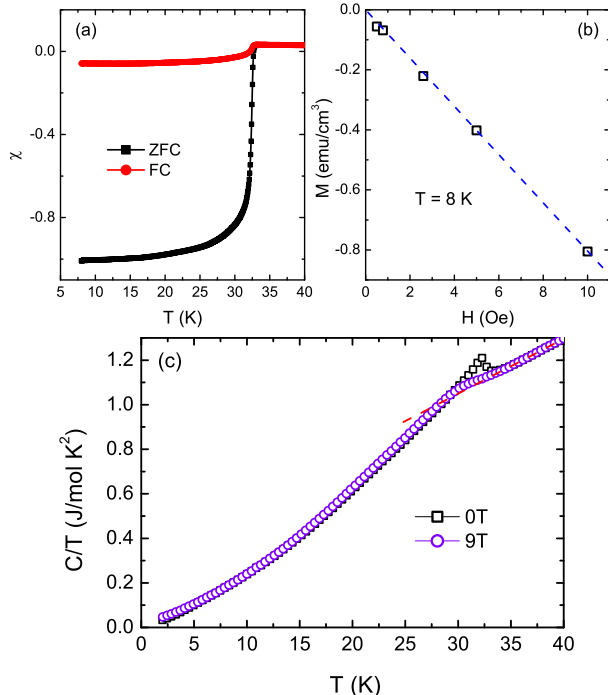 (a)
0.0
-0.4
-0.8
χ
ZFC
FC
5 10 15 20 25 30 35 40
T (K)
(b)
0.0
-0.2
-0.4
-0.6
-0.8
M (emu/cm³)
T = 8 K
0 2 4 6 8 10
H (Oe)
(c)
1.2
1.0
0.8
0.6
0.4
0.2
0.0
C/T (J/mol K²)
0T
9T
0 5 10 15 20 25 30 35 40
T (K)